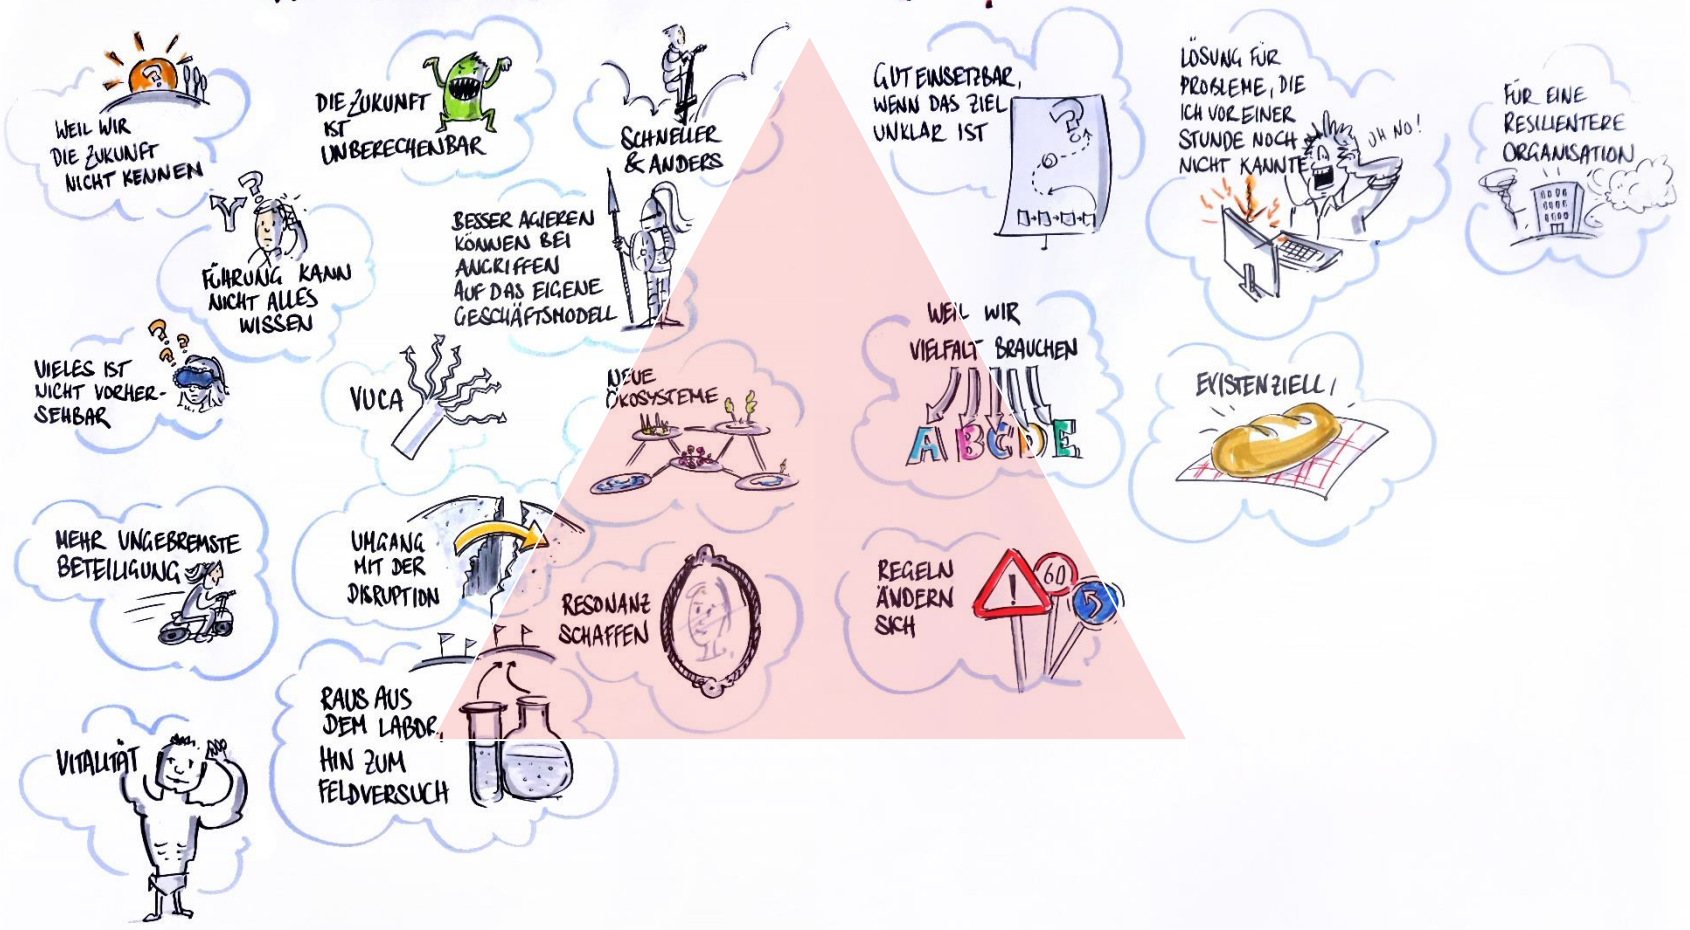 WEIL WIR
DIE ZUKUNFT
NICHT KENNEN
DIE ZUKUNFT
IST
UNBERECHENBAR
SCHNELLER
& ANDERS
GUT EINSETZBAR,
WENN DAS ZIEL
UNKLAR IST
LÖSUNG FÜR
PROBLEME, DIE
ICH VOR EINER
STUNDE NOCH
NICHT KANNTE
UH NO!
FÜR EINE
RESILIENTERE
ORGANISATION
FÜHRUNG KANN
NICHT ALLES
WISSEN
BESSER AGIEREN
KÖNNEN BEI
ANGRIFFEN
AUF DAS EIGENE
GESCHÄFTSMODELL
VIELES IST
NICHT VORHER-
SEHBAR
VUCA
NEUE
ÖKOSYSTEME
WEIL WIR
VIELFALT BRAUCHEN
A B C D E
EXISTENZIELL!
MEHR UNGEBREMSTE
BETEILIGUNG
UMGANG
MIT DER
DISRUPTION
RESONANZ
SCHAFFEN
REGELN
ÄNDERN
SICH
60
VITALITÄT
RAUS AUS
DEM LABOR
HIN ZUM
FELDVERSUCH